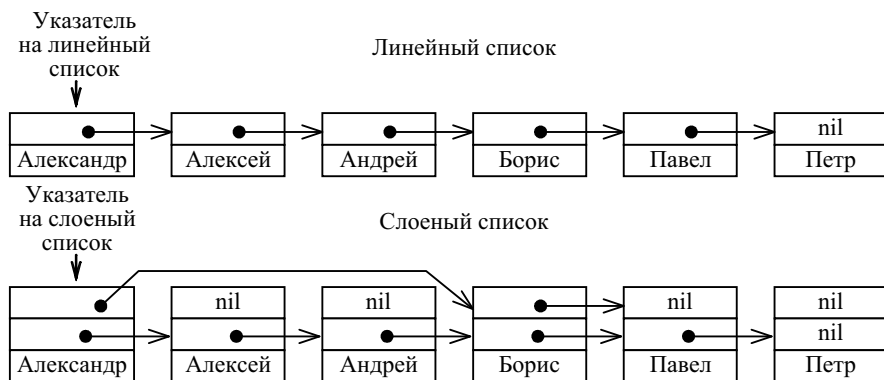 Указатель
на линейный
список
Линейный список
nil
Александр Алексей Андрей Борис Павел Петр
Указатель
на слоеный
список
Слоеный список
nil nil nil nil
nil
Александр Алексей Андрей Борис Павел Петр